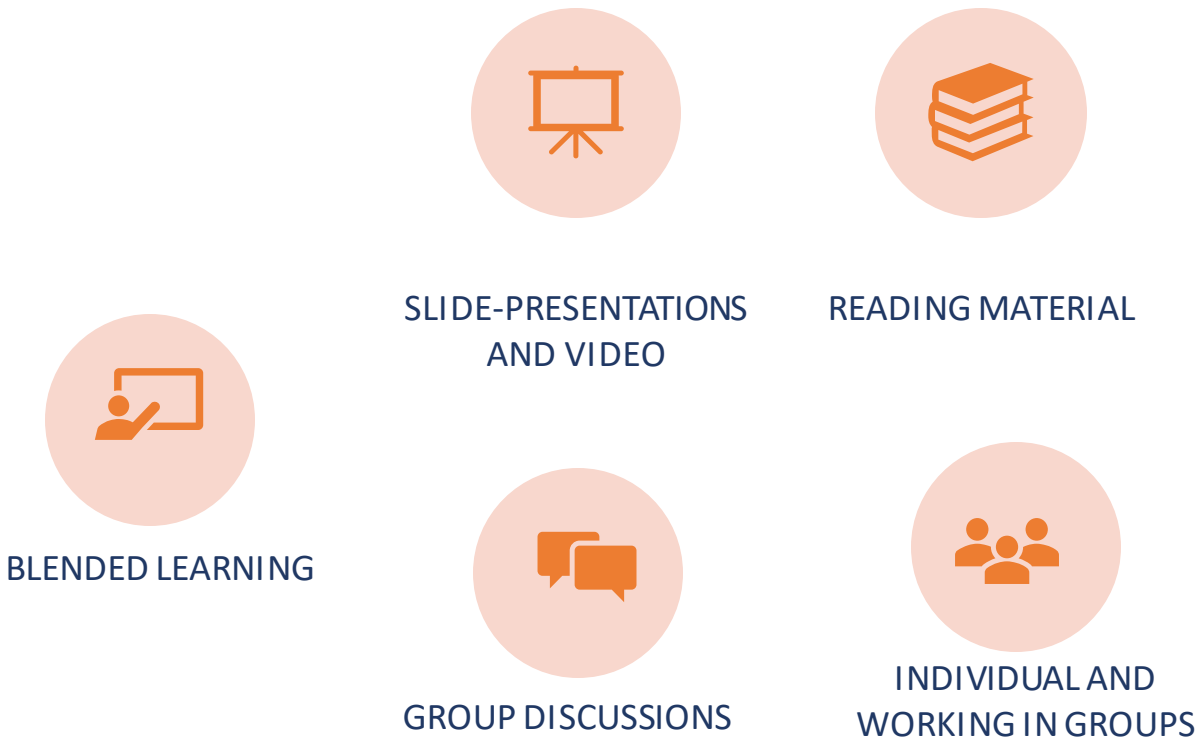 SLIDE-PRESENTATIONS
AND VIDEO
READING MATERIAL
BLENDED LEARNING
GROUP DISCUSSIONS
INDIVIDUAL AND
WORKING IN GROUPS